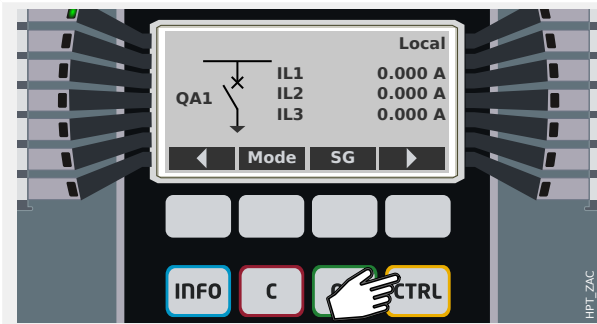 Local
IL1 0.000 A
QA1 IL2 0.000 A
IL3 0.000 A
Mode SG
INFO C CTRL
HPT_ZAC